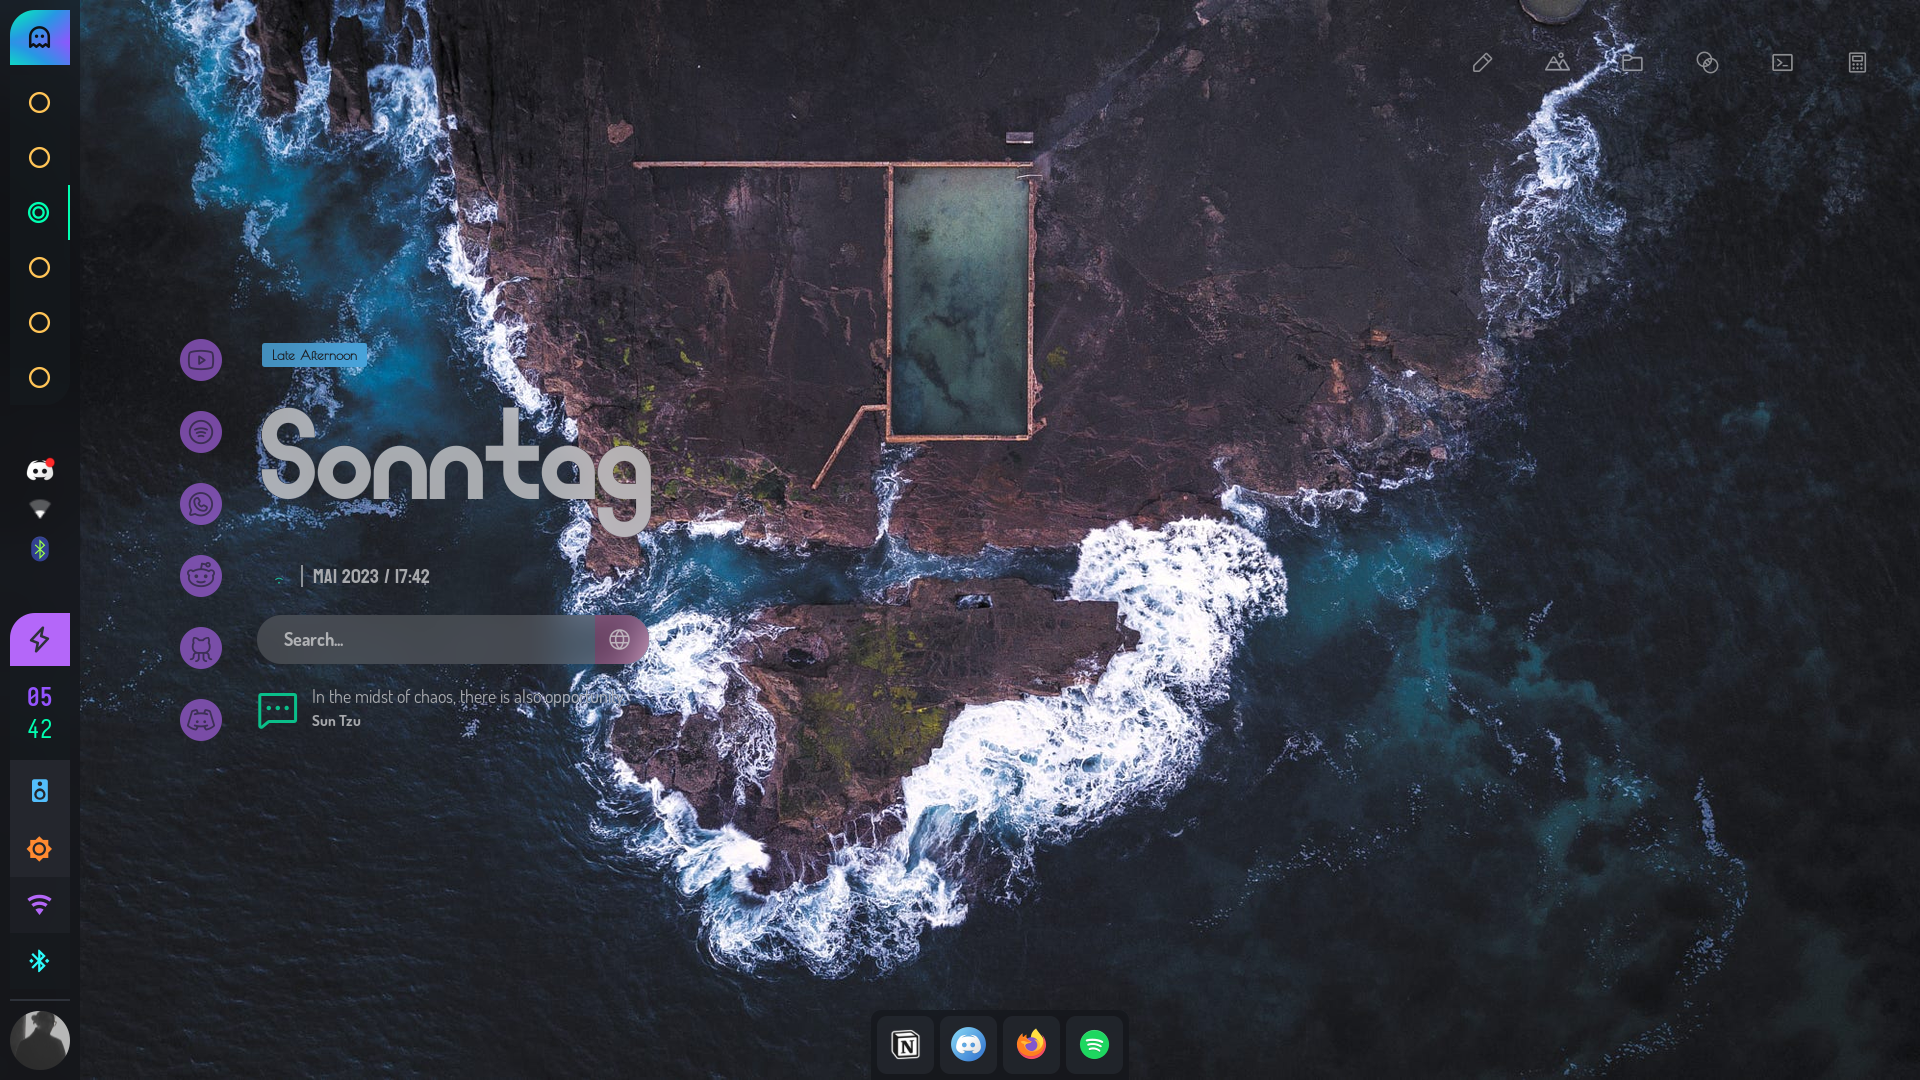 Late Afternoon
Sonntag
MAI 2023 / 17:42
Search...
In the midst of chaos, there is also opportunity.
Sun Tzu
05
42